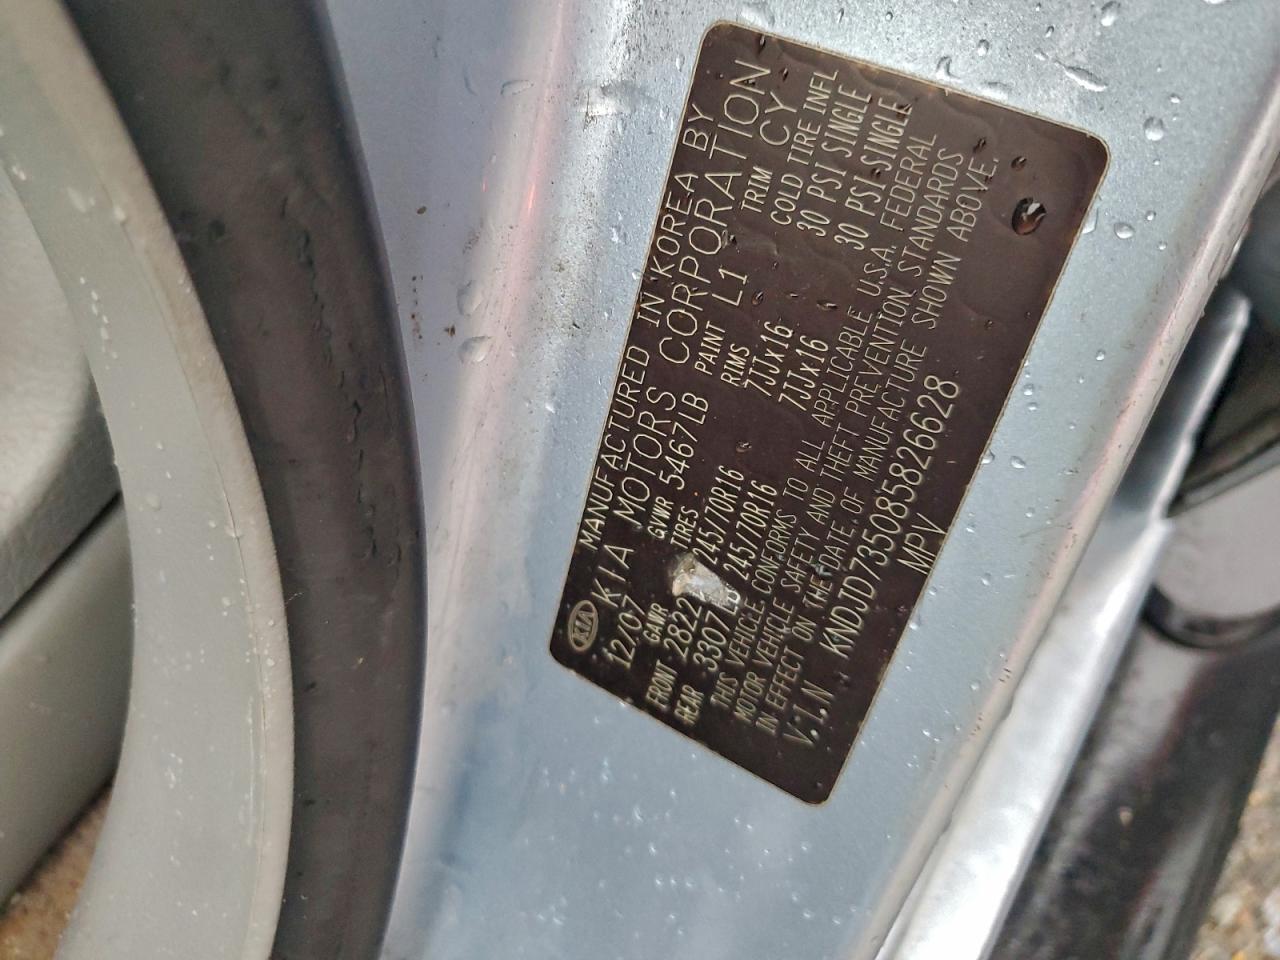 MANUFACTURED IN KOREA BY
KIA KIA MOTORS CORPORATION
12/07 GVWR 5467LB PAINT L1 TRIM CY
GAWR TIRES RIMS COLD TIRE INFL
FRONT 2822 245/70R16 7JJx16 30 PSI SINGLE
REAR 3307 245/70R16 7JJx16 30 PSI SINGLE
THIS VEHICLE CONFORMS TO ALL APPLICABLE U.S.A. FEDERAL
MOTOR VEHICLE SAFETY AND THEFT PREVENTION STANDARDS
IN EFFECT ON THE DATE OF MANUFACTURE SHOWN ABOVE.
V.I.N KNDJD735085826628
MPV